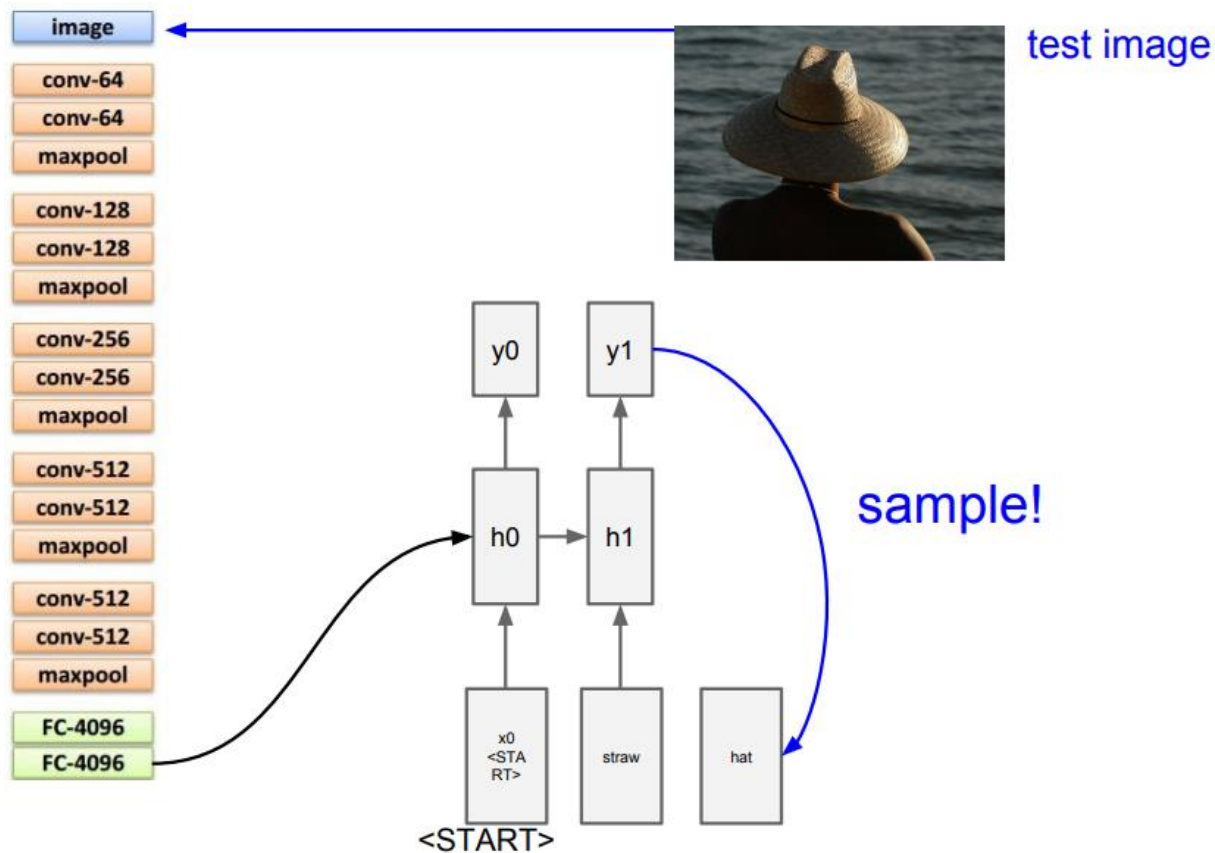 image
test image
conv-64
conv-64
maxpool
conv-128
conv-128
maxpool
conv-256
conv-256
maxpool
conv-512
conv-512
maxpool
conv-512
conv-512
maxpool
FC-4096
FC-4096
y0
y1
sample!
h0
h1
x0
<STA
RT>
straw
hat
<START>